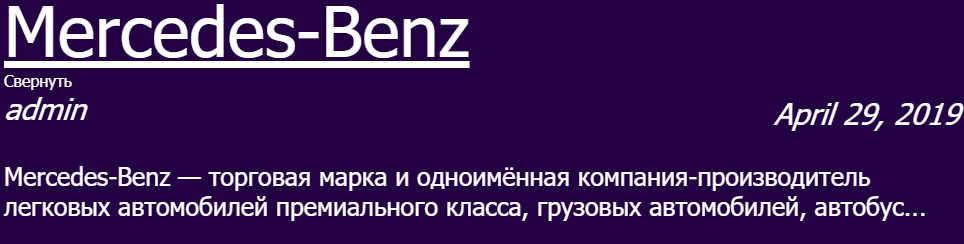 Mercedes-Benz
Свернуть
admin
April 29, 2019
Mercedes-Benz — торговая марка и одноимённая компания-производитель
легковых автомобилей премиального класса, грузовых автомобилей, автобус...